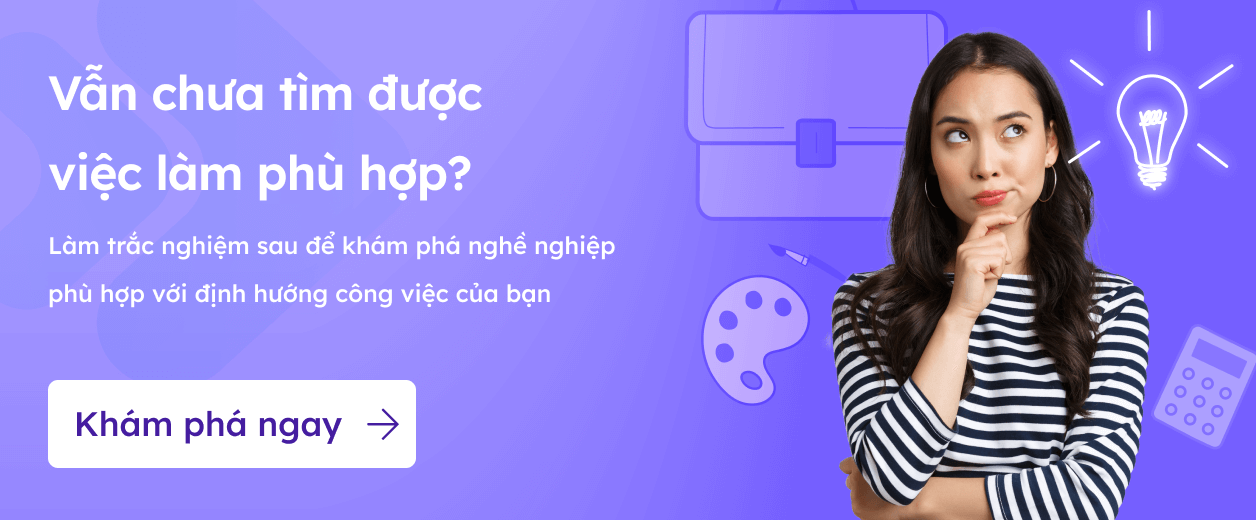 Vẫn chưa tìm được
việc làm phù hợp?
Làm trắc nghiệm sau để khám phá nghề nghiệp
phù hợp với định hướng công việc của bạn
Khám phá ngay